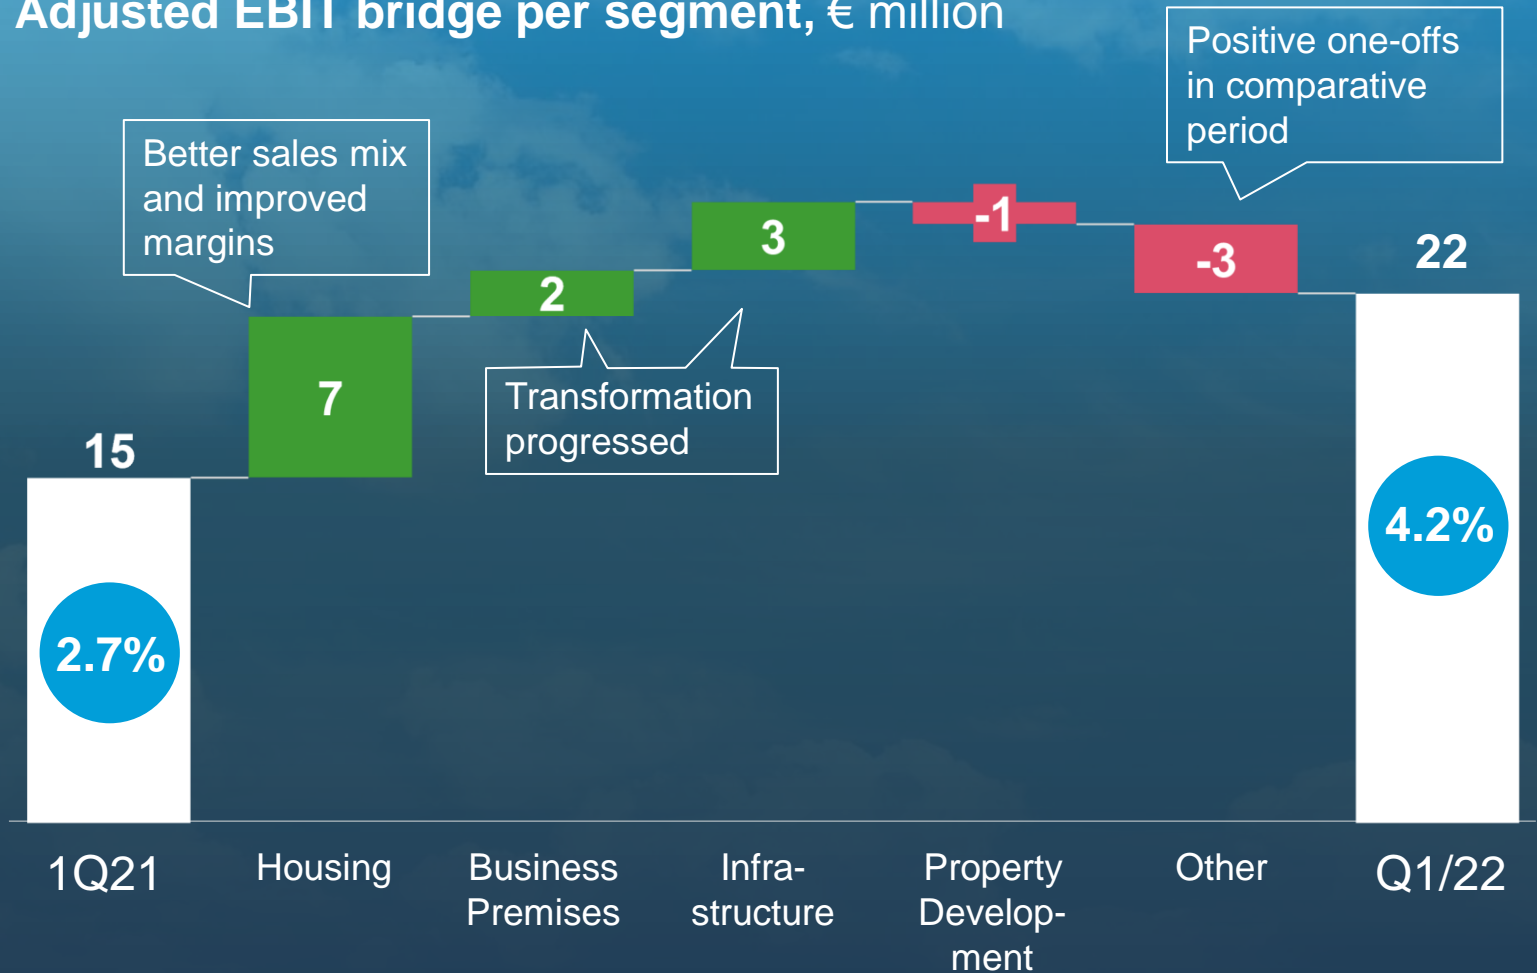 Adjusted EBIT bridge per segment, € million
Positive one-offs
in comparative
period
Better sales mix
and improved
margins
3
-1
-3
22
2
7
Transformation
progressed
15
4.2%
2.7%
1Q21
Housing
Business
Premises
Infra-
structure
Property
Develop-
ment
Other
Q1/22